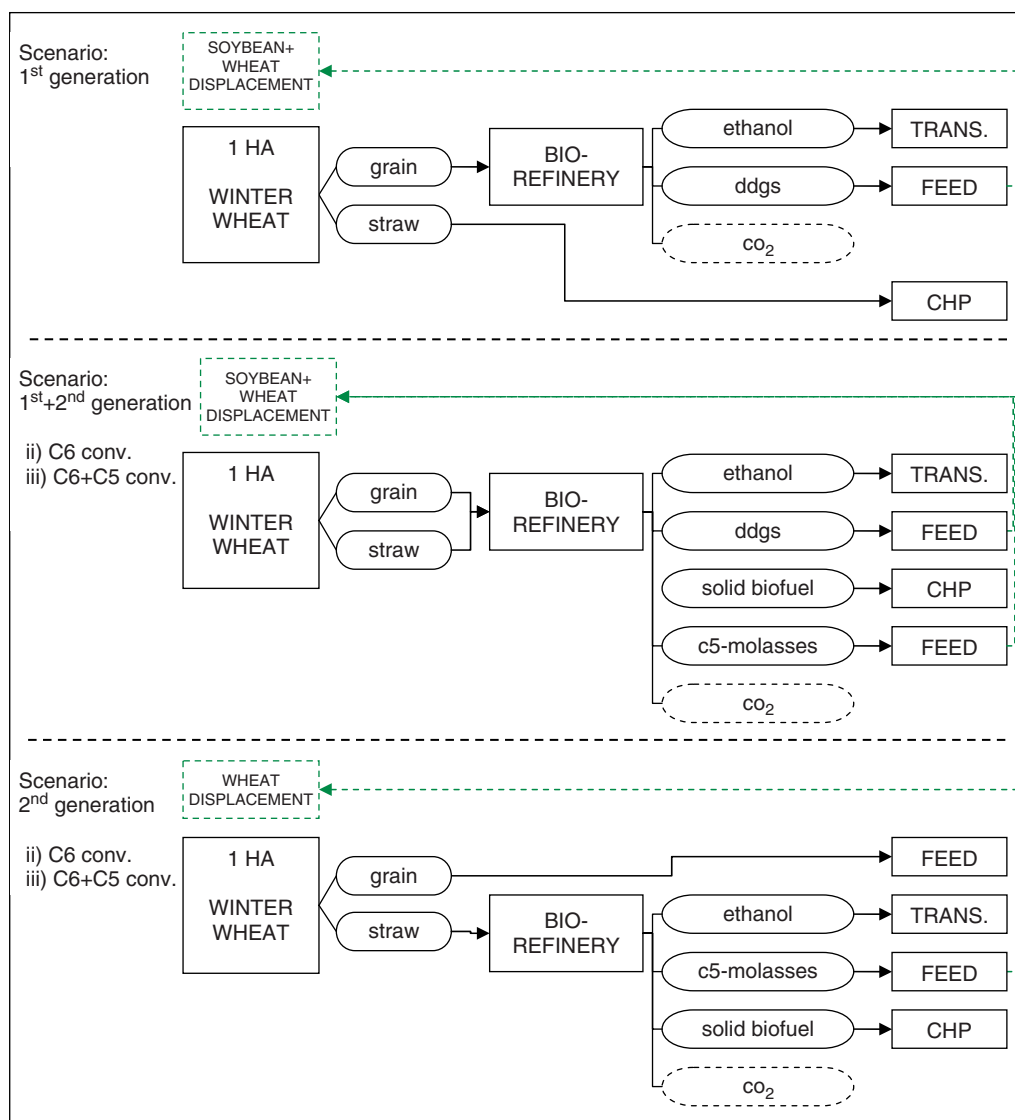 Scenario:
1st generation
SOYBEAN+
WHEAT
DISPLACEMENT
1 HA
WINTER
WHEAT
grain
straw
BIO-
REFINERY
ethanol
ddgs
co2
TRANS.
FEED
CHP
Scenario:
1st+2nd generation
ii) C6 conv.
iii) C6+C5 conv.
SOYBEAN+
WHEAT
DISPLACEMENT
1 HA
WINTER
WHEAT
grain
straw
BIO-
REFINERY
ethanol
ddgs
solid biofuel
c5-molasses
co2
TRANS.
FEED
CHP
FEED
Scenario:
2nd generation
ii) C6 conv.
iii) C6+C5 conv.
WHEAT
DISPLACEMENT
1 HA
WINTER
WHEAT
grain
straw
BIO-
REFINERY
ethanol
c5-molasses
solid biofuel
co2
FEED
TRANS.
FEED
CHP